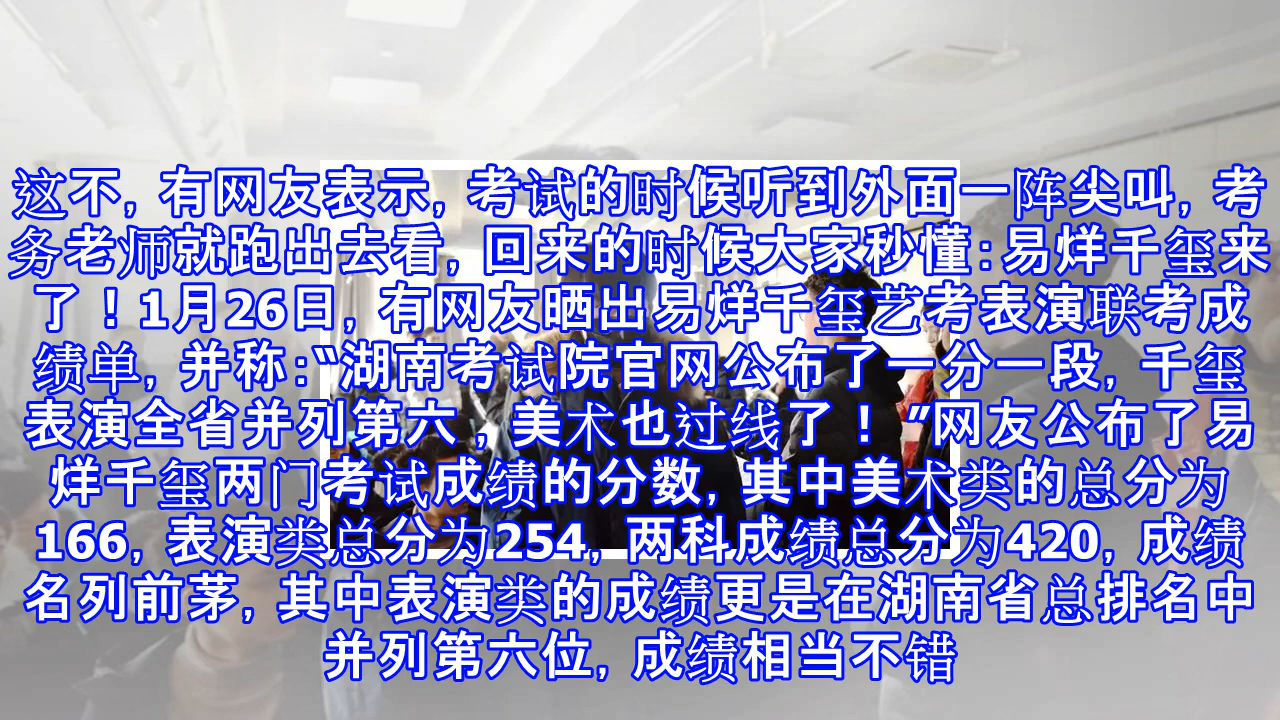 这不, 有网友表示, 考试的时候听到外面一阵尖叫, 考
务老师就跑出去看, 回来的时候大家秒懂:易烊千玺来
了！1月26日, 有网友晒出易烊千玺艺考表演联考成
绩单, 并称:“湖南考试院官网公布了一分一段, 千玺
表演全省并列第六，美术也过线了！”网友公布了易
烊千玺两门考试成绩的分数, 其中美术类的总分为
166, 表演类总分为254, 两科成绩总分为420, 成绩
名列前茅, 其中表演类的成绩更是在湖南省总排名中
并列第六位, 成绩相当不错